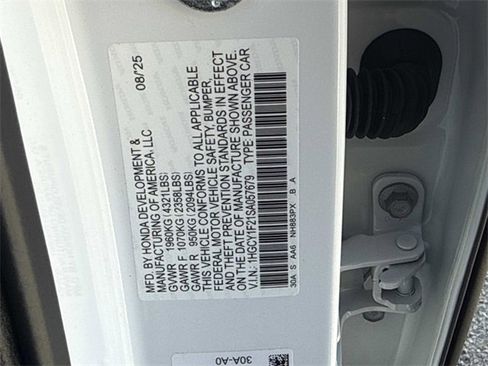 08/25
MFD. BY HONDA DEVELOPMENT &
MANUFACTURING OF AMERICA, LLC
GVWR 1960KG(4321LBS)
GAWR F 1070KG(2358LBS)
GAWR R 950KG(2094LBS)
THIS VEHICLE CONFORMS TO ALL APPLICABLE
FEDERAL MOTOR VEHICLE SAFETY, BUMPER,
AND THEFT PREVENTION STANDARDS IN EFFECT
ON THE DATE OF MANUFACTURE SHOWN ABOVE.
V.I.N.: 1HGCY1F21SA057679 TYPE: PASSENGER CAR
30A S AA6 NH883PX B A
30A-A0